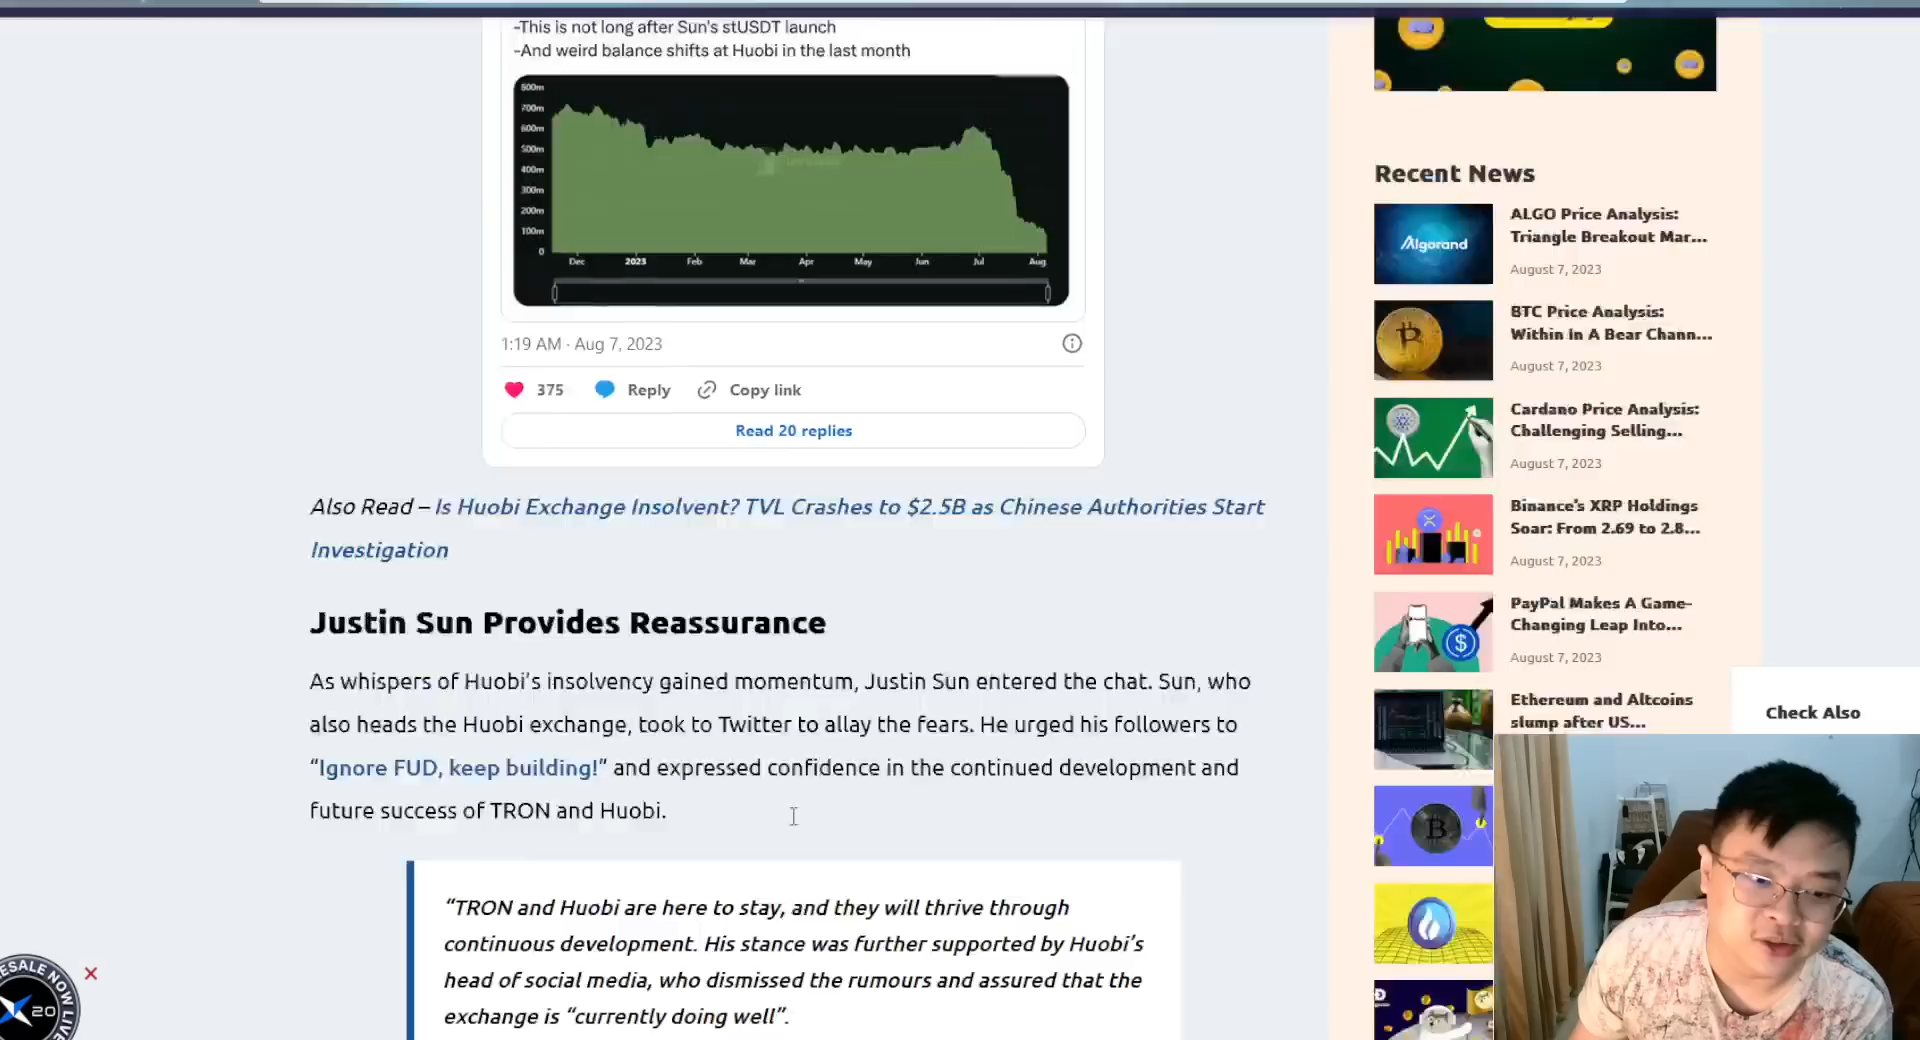 -This is not long after Sun's stUSDT launch
-And weird balance shifts at Huobi in the last month
800m
700m
600m
500m
400m
300m
200m
100m
0
Dec 2023 Feb Mar Apr May Jun Jul Aug
1:19 AM · Aug 7, 2023
375 Reply Copy link
Read 20 replies
Also Read – Is Huobi Exchange Insolvent? TVL Crashes to $2.5B as Chinese Authorities Start
Investigation
Justin Sun Provides Reassurance
As whispers of Huobi's insolvency gained momentum, Justin Sun entered the chat. Sun, who
also heads the Huobi exchange, took to Twitter to allay the fears. He urged his followers to
“Ignore FUD, keep building!” and expressed confidence in the continued development and
future success of TRON and Huobi.
“TRON and Huobi are here to stay, and they will thrive through
continuous development. His stance was further supported by Huobi's
head of social media, who dismissed the rumours and assured that the
exchange is “currently doing well”.
Recent News
Algorand
ALGO Price Analysis:
Triangle Breakout Mar...
August 7, 2023
BTC Price Analysis:
Within In A Bear Chann...
August 7, 2023
Cardano Price Analysis:
Challenging Selling...
August 7, 2023
Binance's XRP Holdings
Soar: From 2.69 to 2.8...
August 7, 2023
PayPal Makes A Game-
Changing Leap Into...
August 7, 2023
Ethereum and Altcoins
slump after US...
Check Also
ESALE NOW LIVE
20